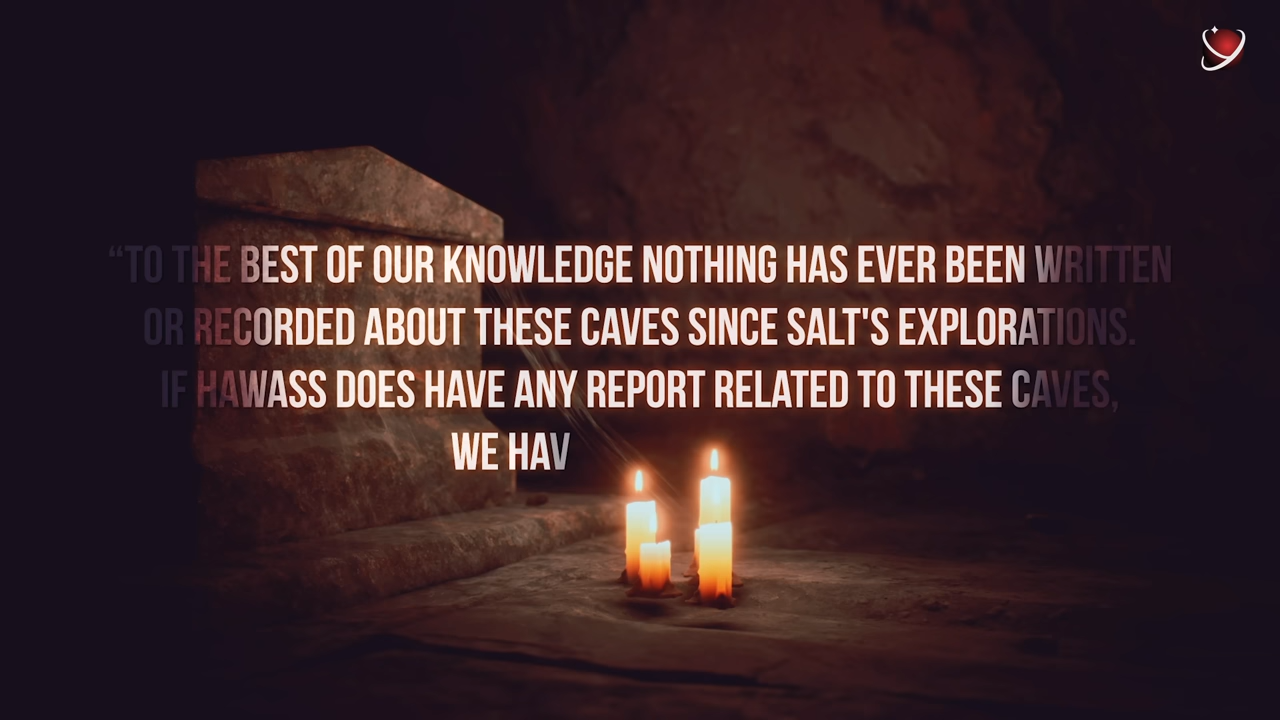 “TO THE BEST OF OUR KNOWLEDGE NOTHING HAS EVER BEEN WRITTEN
OR RECORDED ABOUT THESE CAVES SINCE SALT'S EXPLORATIONS.
IF HAWASS DOES HAVE ANY REPORT RELATED TO THESE CAVES,
WE HAV